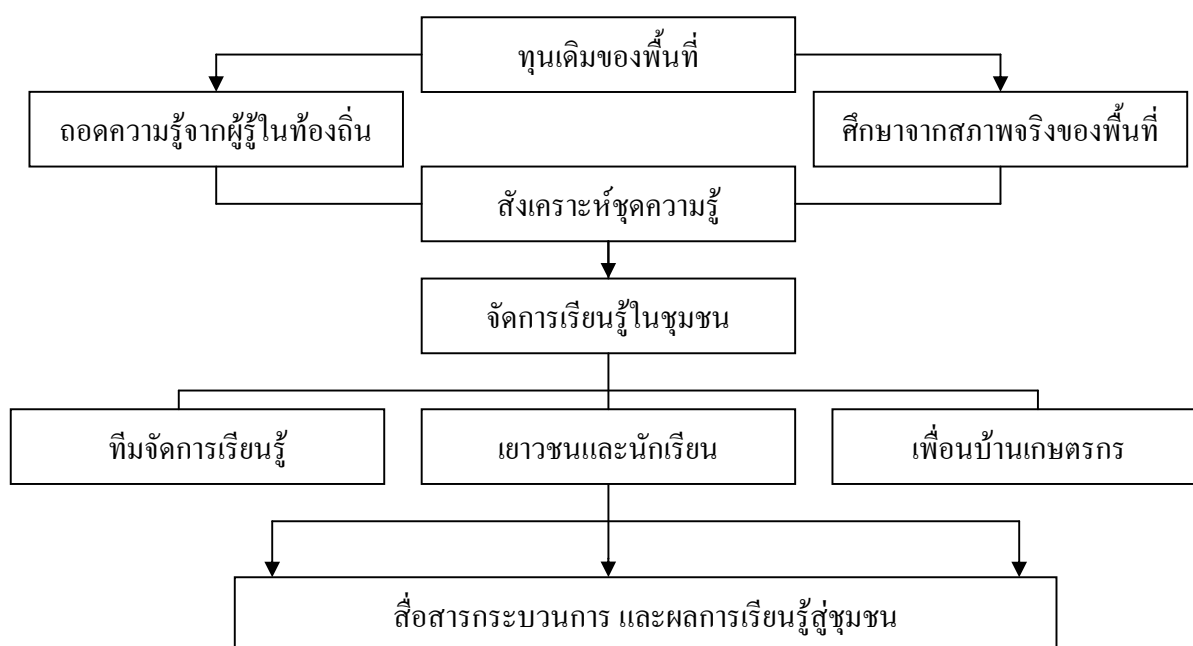 ทุนเดิมของพื้นที่
ถอดความรู้จากผู้รู้ในท้องถิ่น
ศึกษาจากสภาพจริงของพื้นที่
สังเคราะห์ชุดความรู้
จัดการเรียนรู้ในชุมชน
ทีมจัดการเรียนรู้
เยาวชนและนักเรียน
เพื่อนบ้านเกษตรกร
สื่อสารกระบวนการ และผลการเรียนรู้สู่ชุมชน